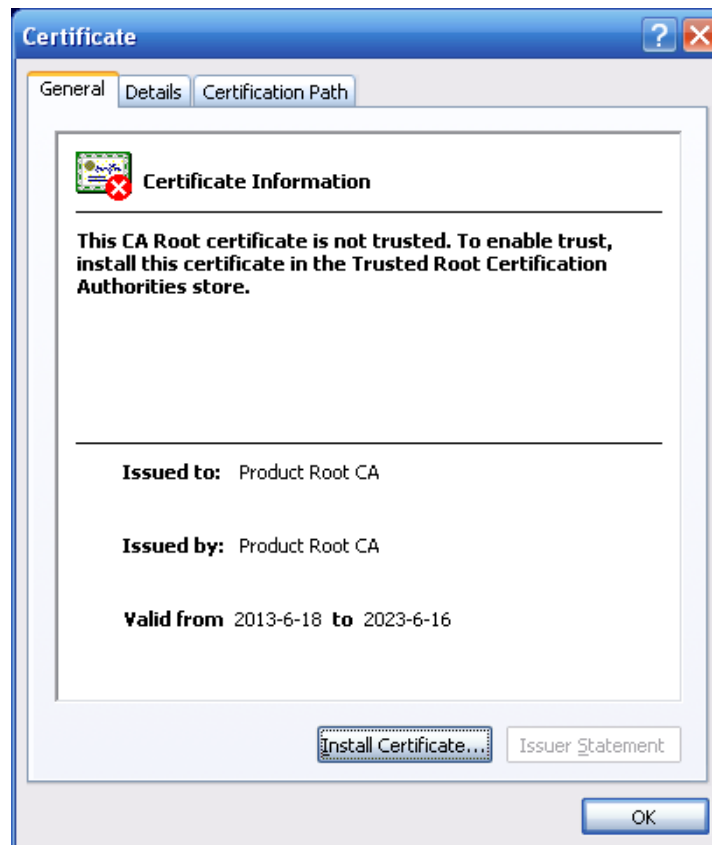 Certificate
General Details Certification Path
Certificate Information
This CA Root certificate is not trusted. To enable trust,
install this certificate in the Trusted Root Certification
Authorities store.
Issued to: Product Root CA
Issued by: Product Root CA
Valid from 2013-6-18 to 2023-6-16
Install Certificate... Issuer Statement
OK